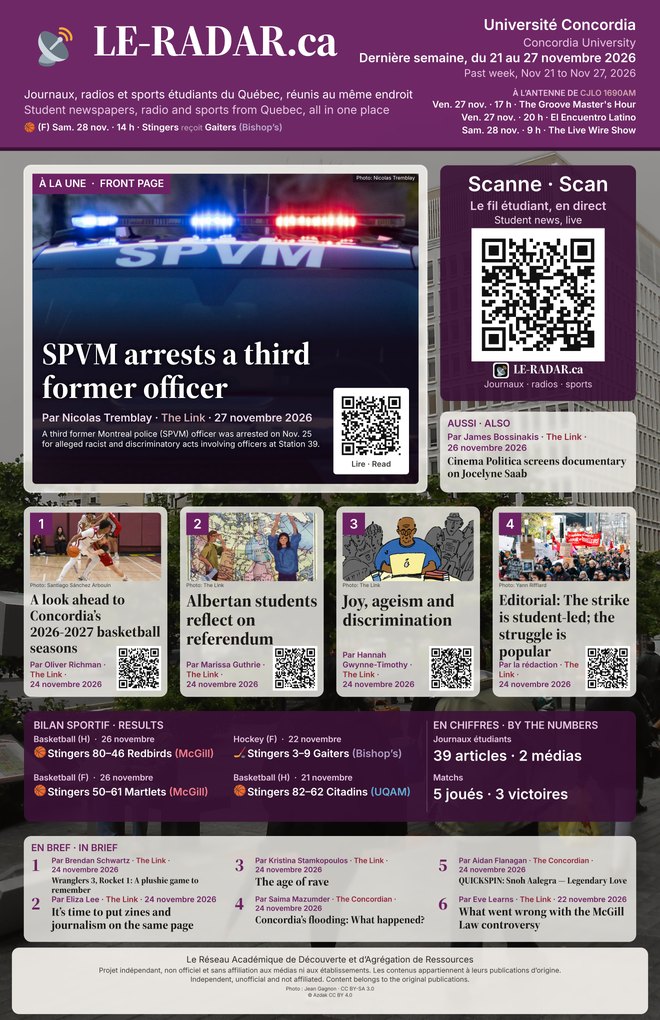 LE-RADAR.ca
Université Concordia
Concordia University
Dernière semaine, du 21 au 27 novembre 2026
Past week, Nov 21 to Nov 27, 2026
Journaux, radios et sports étudiants du Québec, réunis au même endroit
Student newspapers, radio and sports from Quebec, all in one place
🏀 (F) Sam. 28 nov. · 14 h · Stingers reçoit Gaiters (Bishop's)
À L'ANTENNE DE CJLO 1690AM
Ven. 27 nov. · 17 h · The Groove Master's Hour
Ven. 27 nov. · 20 h · El Encuentro Latino
Sam. 28 nov. · 9 h · The Live Wire Show
À LA UNE · FRONT PAGE
Photo: Nicolas Tremblay
SPVM
SPVM arrests a third
former officer
Par Nicolas Tremblay · The Link · 27 novembre 2026
A third former Montreal police (SPVM) officer was arrested on Nov. 25
for alleged racist and discriminatory acts involving officers at Station 39.
Lire · Read
Scanne · Scan
Le fil étudiant, en direct
Student news, live
LE-RADAR.ca
Journaux · radios · sports
AUSSI · ALSO
Par James Bossinakis · The Link ·
26 novembre 2026
Cinema Politica screens documentary
on Jocelyne Saab
1
Photo: Santiago Sánchez Arbouin
A look ahead to
Concordia's
2026-2027 basketball
seasons
Par Oliver Richman ·
The Link ·
24 novembre 2026
2
Photo: The Link
Albertan students
reflect on
referendum
Par Marissa Guthrie ·
The Link ·
24 novembre 2026
3
Photo: The Link
Joy, ageism and
discrimination
Par Hannah
Gwynne-Timothy ·
The Link ·
24 novembre 2026
4
Photo: Yann Rifflard
Editorial: The strike
is student-led; the
struggle is
popular
Par la rédaction · The
Link ·
24 novembre 2026
BILAN SPORTIF · RESULTS
Basketball (H) · 26 novembre
🏀Stingers 80–46 Redbirds (McGill)
Hockey (F) · 22 novembre
🏒Stingers 3–9 Gaiters (Bishop's)
Basketball (F) · 26 novembre
🏀Stingers 50–61 Martlets (McGill)
Basketball (H) · 21 novembre
🏀Stingers 82–62 Citadins (UQAM)
EN CHIFFRES · BY THE NUMBERS
Journaux étudiants
39 articles · 2 médias
Matchs
5 joués · 3 victoires
EN BREF · IN BRIEF
1
Par Brendan Schwartz · The Link ·
24 novembre 2026
Wranglers 3, Rocket 1: A plushie game to
remember
2
Par Eliza Lee · The Link · 24 novembre 2026
It's time to put zines and
journalism on the same page
3
Par Kristina Stamkopoulos · The Link ·
24 novembre 2026
The age of rave
4
Par Saima Mazumder · The Concordian ·
24 novembre 2026
Concordia's flooding: What happened?
5
Par Aidan Flanagan · The Concordian ·
24 novembre 2026
QUICKSPIN: Snoh Aalegra — Legendary Love
6
Par Eve Learns · The Link · 22 novembre 2026
What went wrong with the McGill
Law controversy
Le Réseau Académique de Découverte et d'Agrégation de Ressources
Projet indépendant, non officiel et sans affiliation aux médias ni aux établissements. Les contenus appartiennent à leurs publications d'origine.
Independent, unofficial and not affiliated. Content belongs to the original publications.
Photo : Jean Gagnon · CC BY-SA 3.0
© Azdak CC BY 4.0